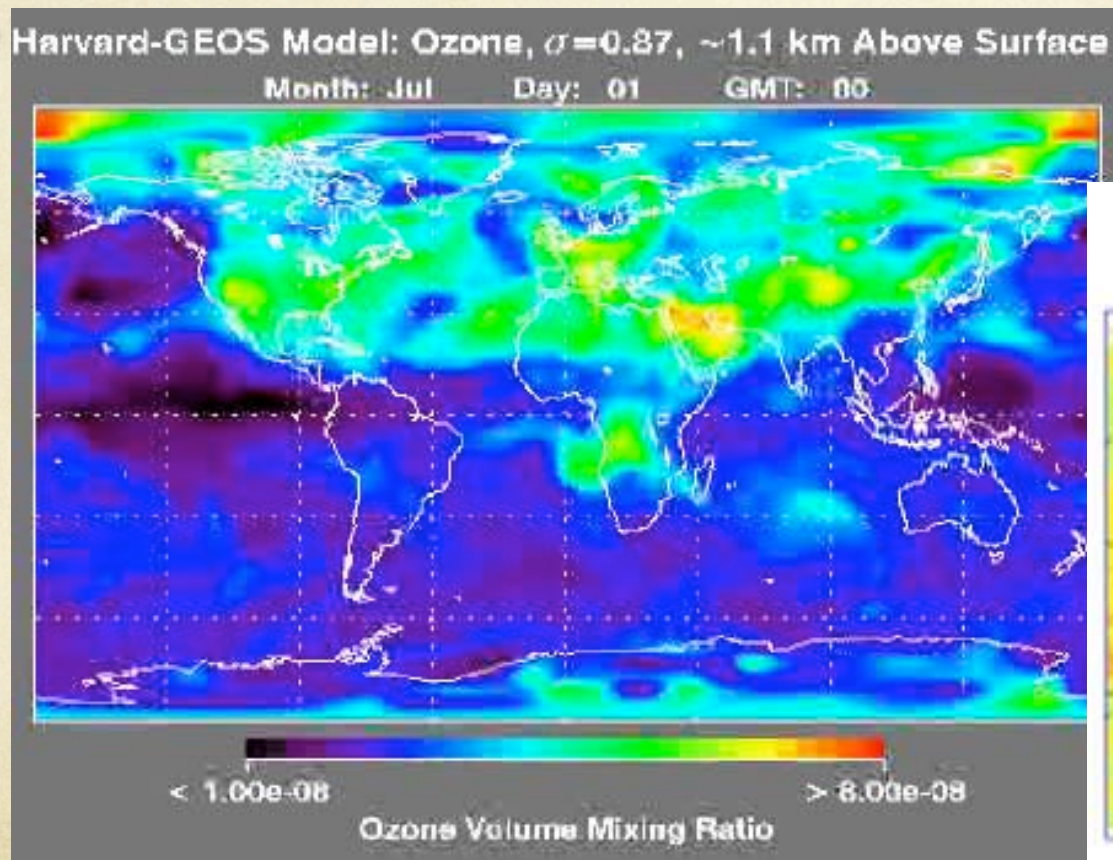 Harvard-GEOS Model: Ozone, σ=0.87, ~1.1 km Above Surface
Month: Jul Day: 01 GMT: 00
< 1.00e-08 > 8.00e-08
Ozone Volume Mixing Ratio